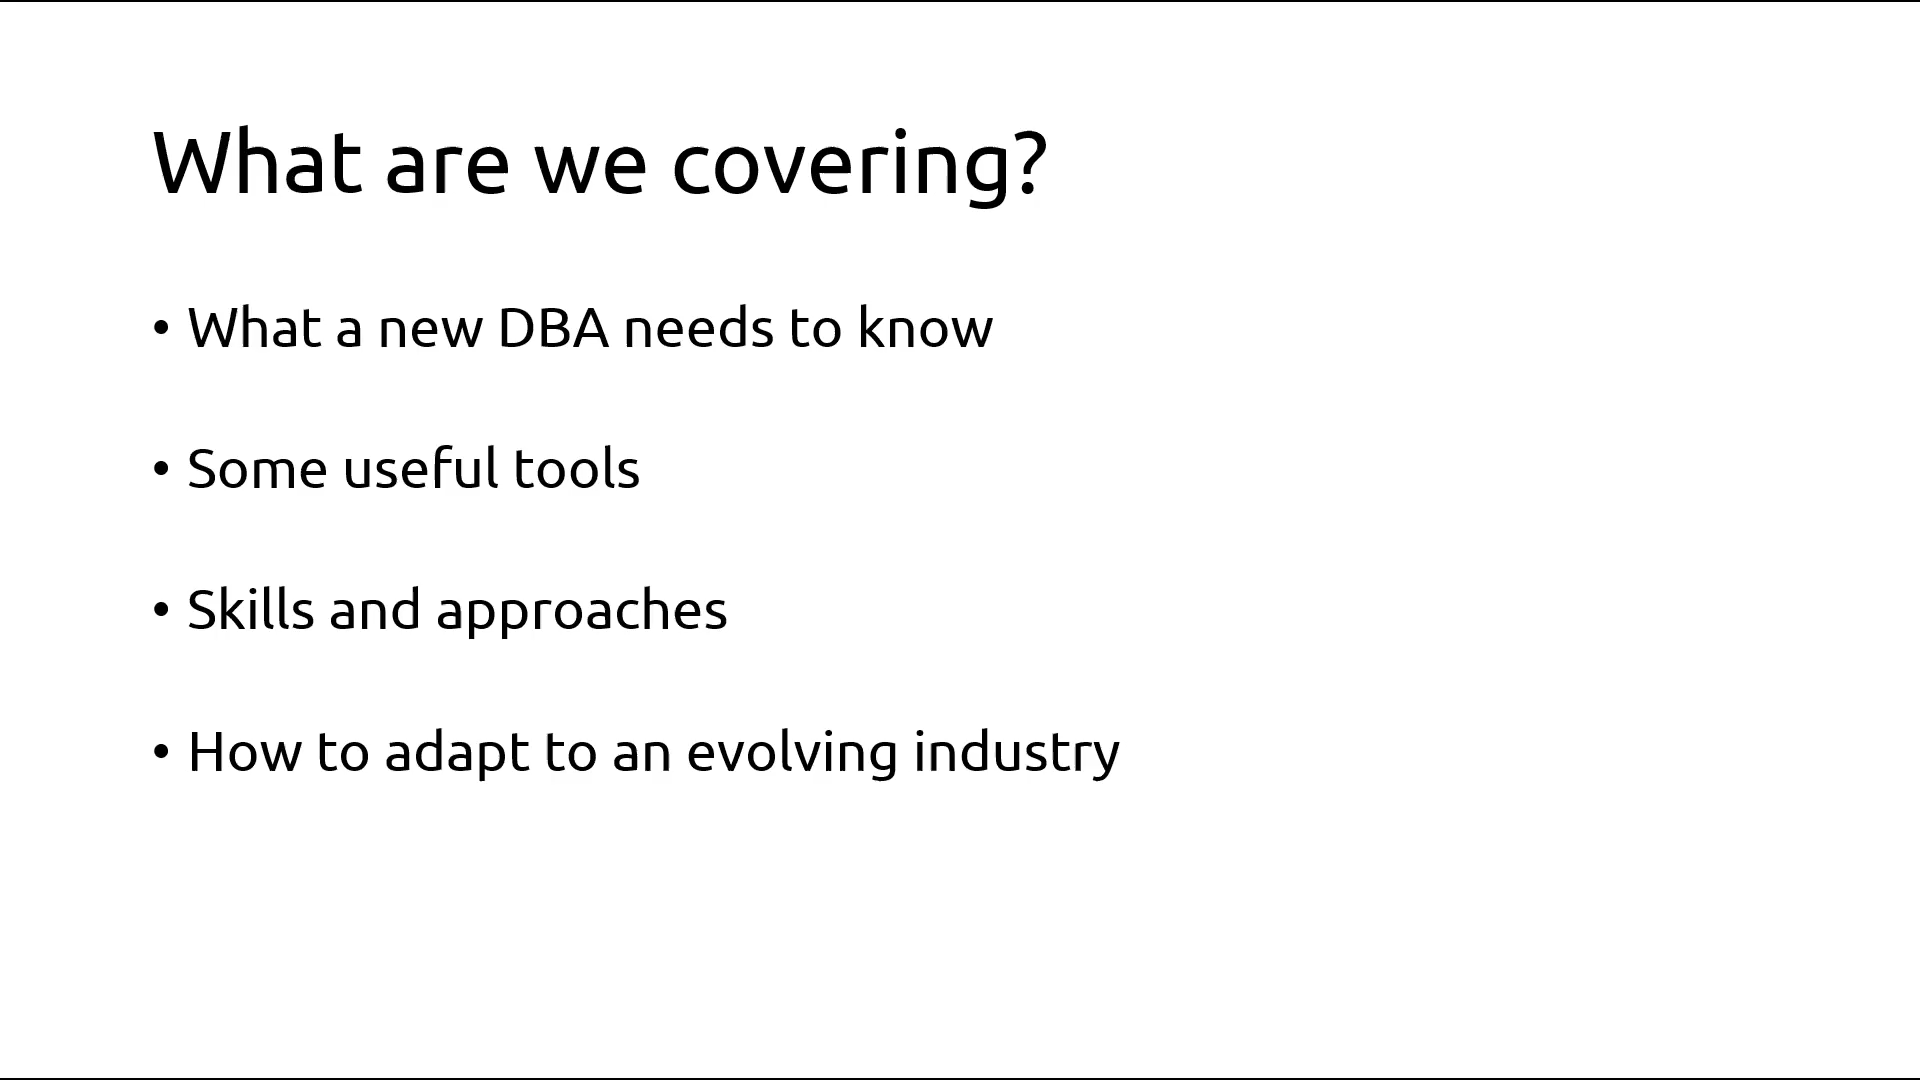 What are we covering?
• What a new DBA needs to know
• Some useful tools
• Skills and approaches
• How to adapt to an evolving industry